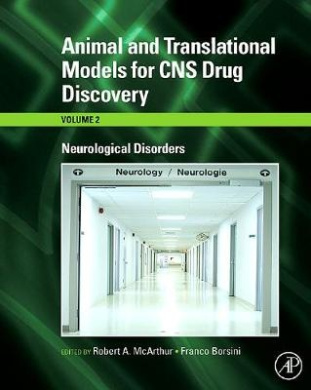 Animal and Translational
Models for CNS Drug
Discovery
VOLUME 2
Neurological Disorders
Neurology / Neurologie
EDITED BY Robert A. McArthur • Franco Borsini
AP